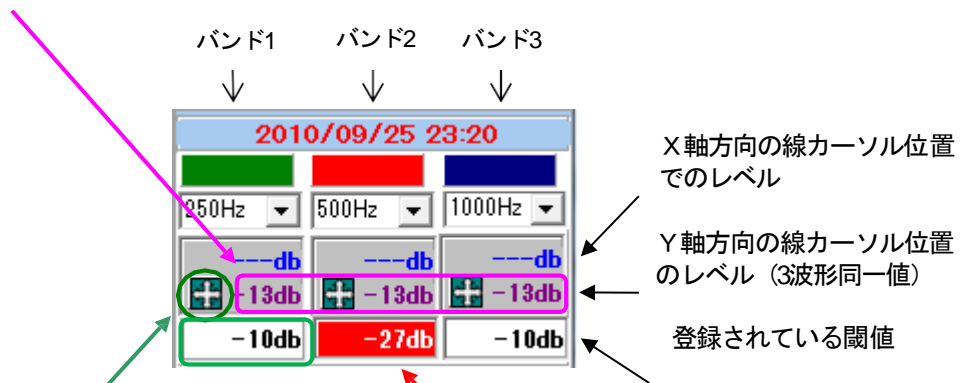 バンド1 バンド2 バンド3
2010/09/25 23:20
250Hz 500Hz 1000Hz
---db ---db ---db
-13db -13db -13db
-10db -27db -10db
X軸方向の線カーソル位置
でのレベル
Y軸方向の線カーソル位置
のレベル（3波形同一値）
登録されている閾値